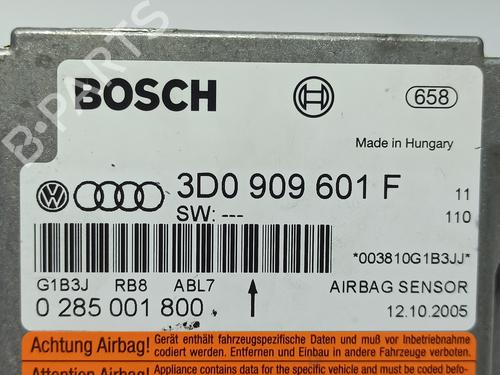 BOSCH
658
Made in Hungary
3D0 909 601 F
11
SW: ---
110
*003810G1B3JJ*
G1B3J RB8 ABL7
AIRBAG SENSOR
0 285 001 800
12.10.2005
Achtung Airbag! Gerät enthält fahrzeugspezifische Daten und muß vor Inbetriebnahme
codiert werden. Entfernen und Einbau in andere Fahrzeuge verboten.
Attention Airbag! Appliance contains data for the specific vehicle and must be coded befo-
B-PARTS